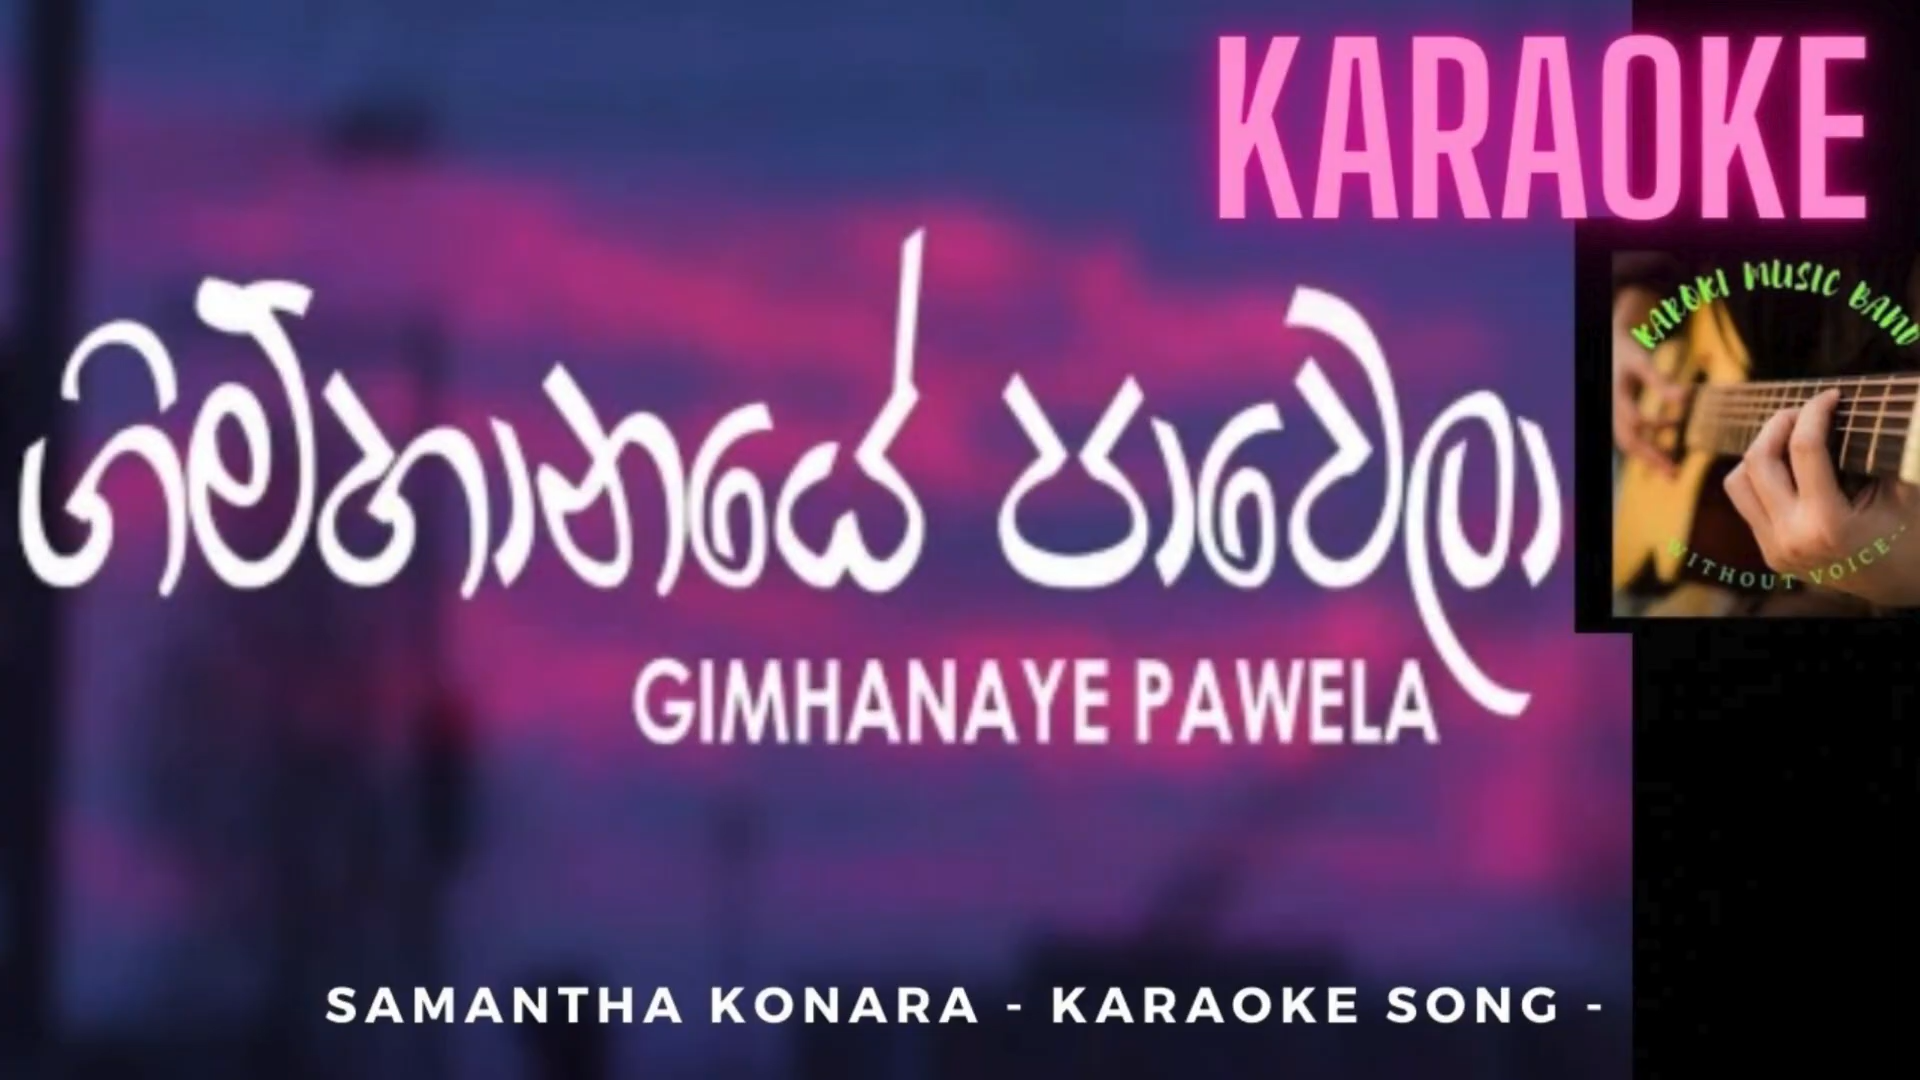 KARAOKE
KAROKI MUSIC BAND
ගිම්හානයේ පාවෙලා
WITHOUT VOICE--
GIMHANAYE PAWELA
SAMANTHA KONARA - KARAOKE SONG -